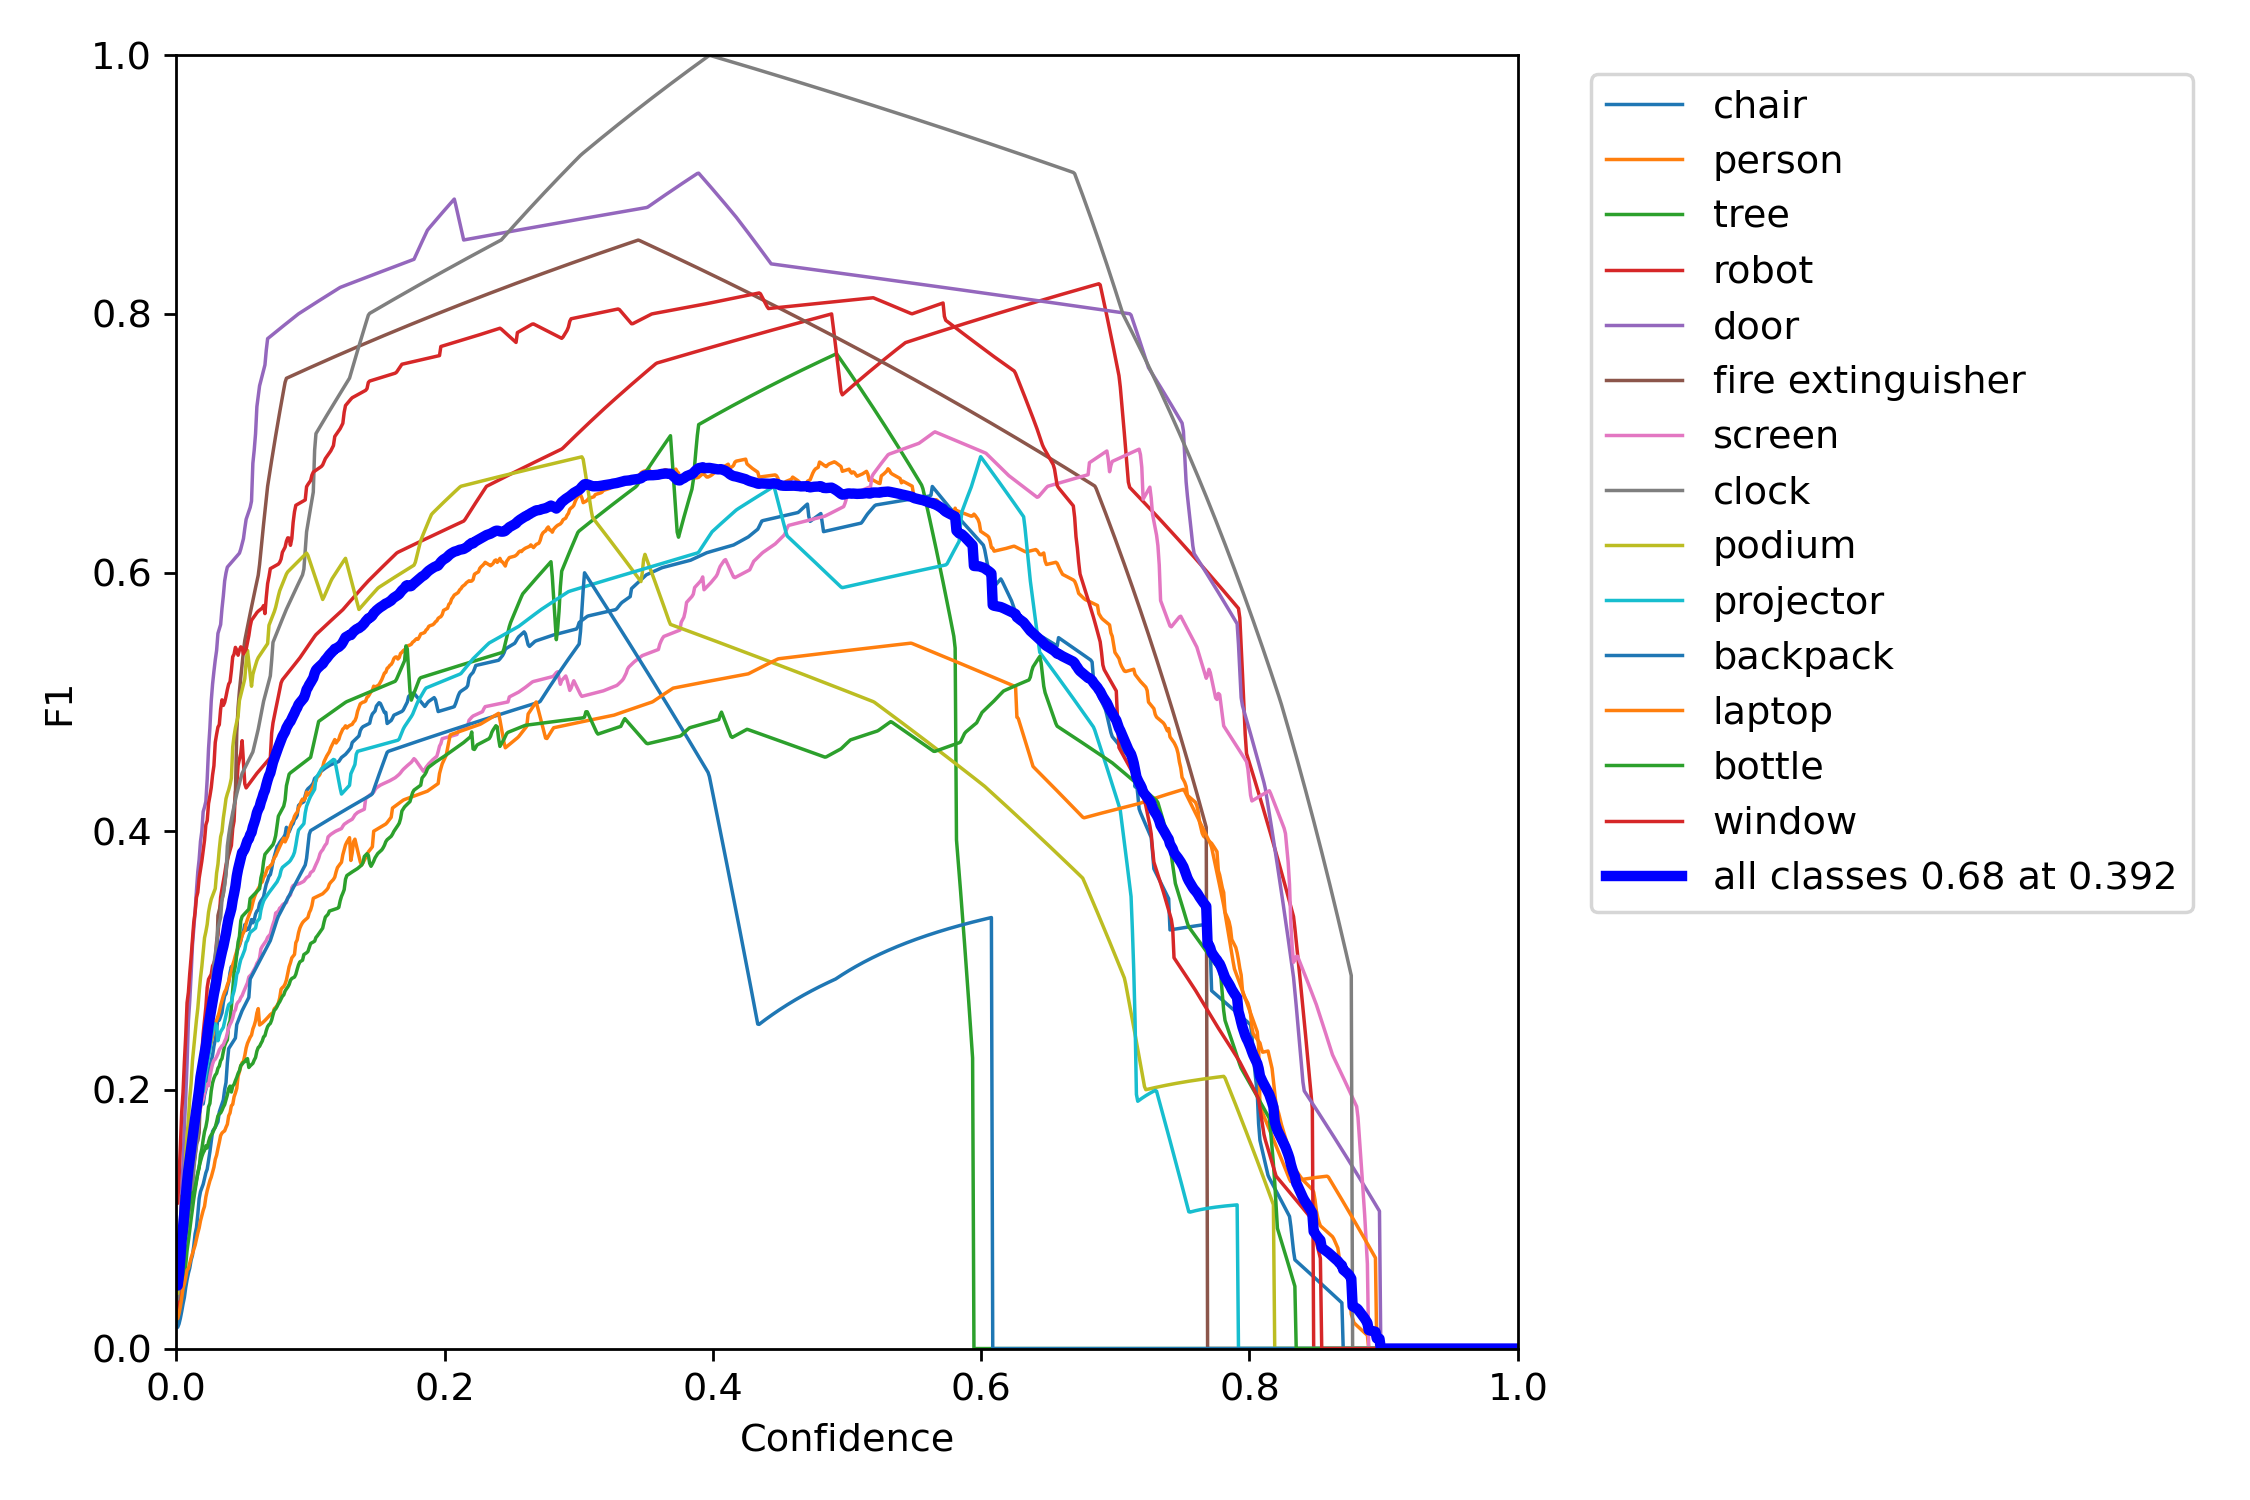 1.0
0.8
0.6
0.4
0.2
0.0
F1
0.0 0.2 0.4 0.6 0.8 1.0
Confidence
chair
person
tree
robot
door
fire extinguisher
screen
clock
podium
projector
backpack
laptop
bottle
window
all classes 0.68 at 0.392